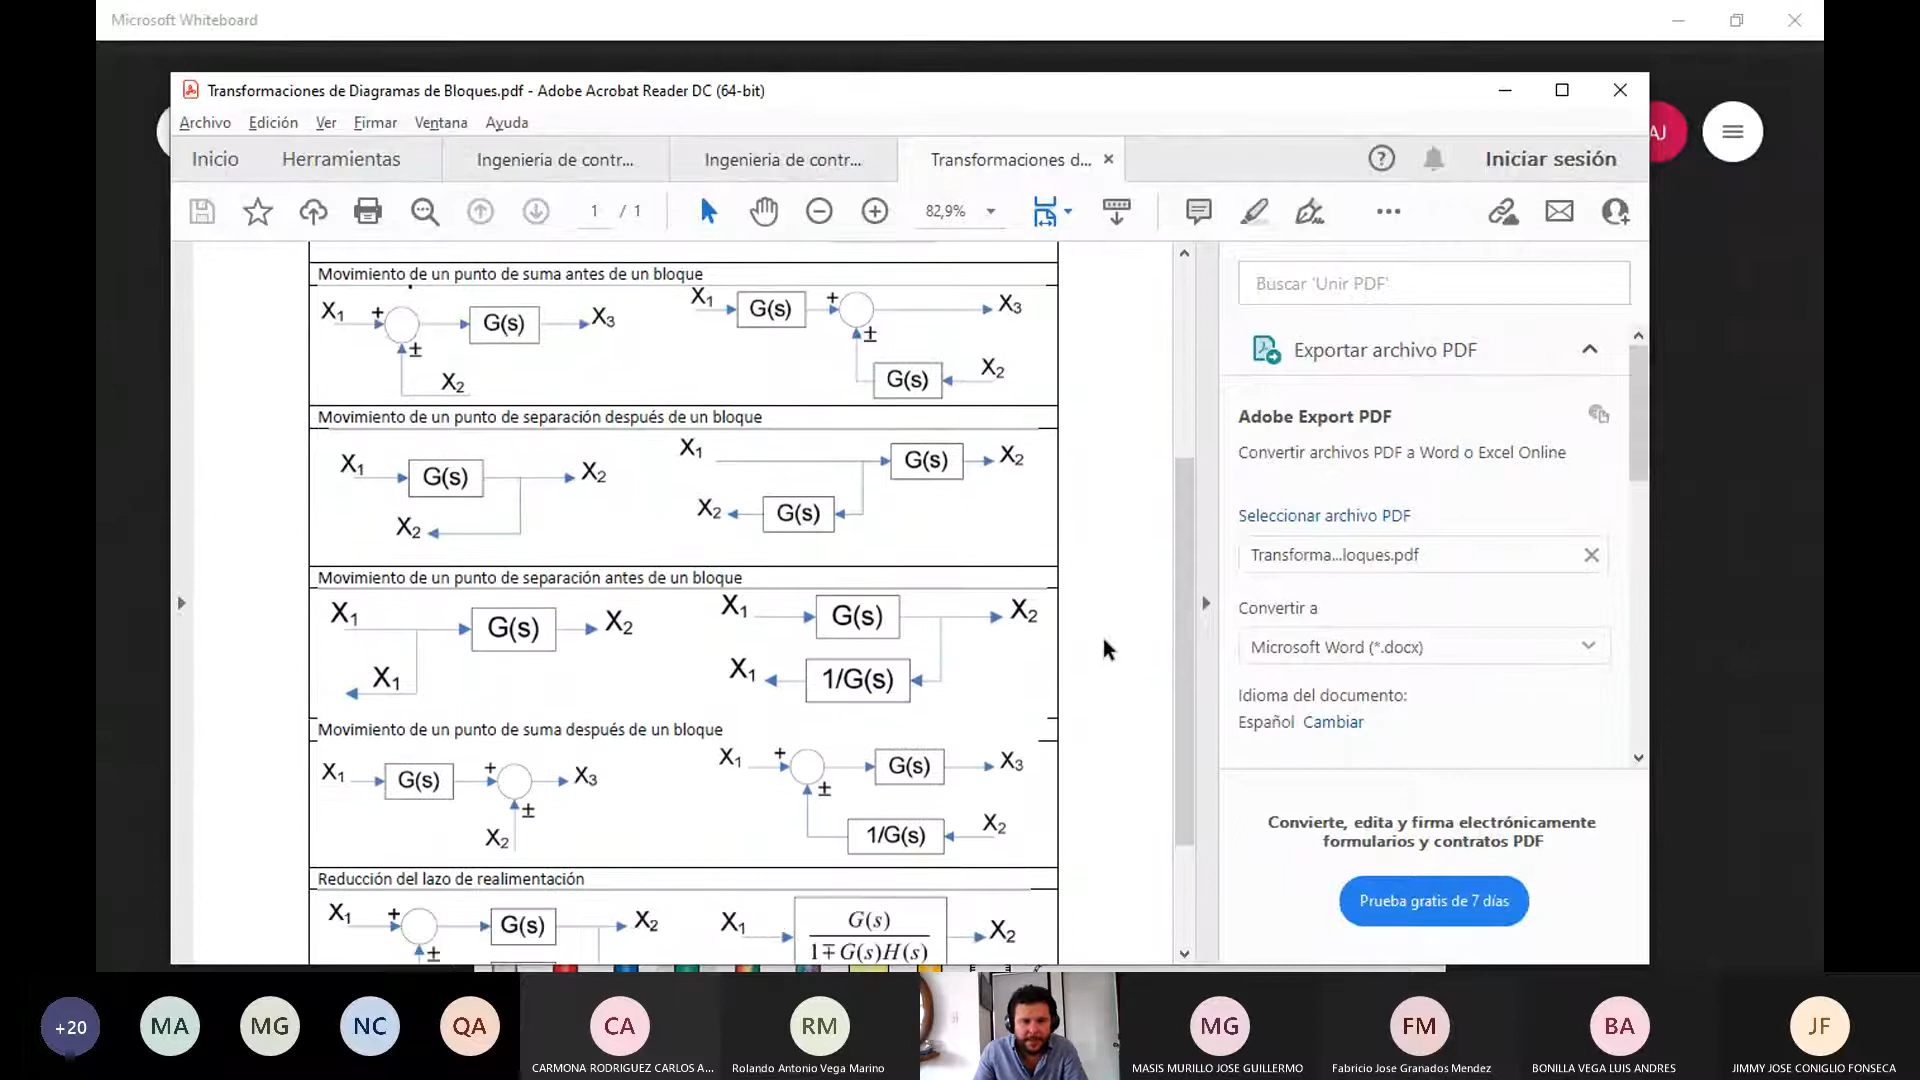 Microsoft Whiteboard
Transformaciones de Diagramas de Bloques.pdf - Adobe Acrobat Reader DC (64-bit)
Archivo Edición Ver Firmar Ventana Ayuda
Inicio Herramientas Ingenieria de contr... Ingenieria de contr... Transformaciones d... × Iniciar sesión
AJ
1 / 1 82,9%
Movimiento de un punto de suma antes de un bloque
X1 + G(s) X3 ± X2
X1 G(s) + X3 ± G(s) X2
Movimiento de un punto de separación después de un bloque
X1 G(s) X2 X2
X1 G(s) X2 X2 G(s)
Movimiento de un punto de separación antes de un bloque
X1 G(s) X2 X1
X1 G(s) X2 X1 1/G(s)
Movimiento de un punto de suma después de un bloque
X1 G(s) + X3 ± X2
X1 + G(s) X3 ± 1/G(s) X2
Reducción del lazo de realimentación
X1 + G(s) X2 ±
X1 G(s) X2
1∓G(s)H(s)
Buscar 'Unir PDF'
Exportar archivo PDF
Adobe Export PDF
Convertir archivos PDF a Word o Excel Online
Seleccionar archivo PDF
Transforma...loques.pdf
Convertir a
Microsoft Word (*.docx)
Idioma del documento:
Español Cambiar
Convierte, edita y firma electrónicamente
formularios y contratos PDF
Prueba gratis de 7 días
+20 MA MG NC QA CA RM MG FM BA JF
CARMONA RODRIGUEZ CARLOS A... Rolando Antonio Vega Marino MASIS MURILLO JOSE GUILLERMO Fabricio Jose Granados Mendez BONILLA VEGA LUIS ANDRES JIMMY JOSE CONIGLIO FONSECA